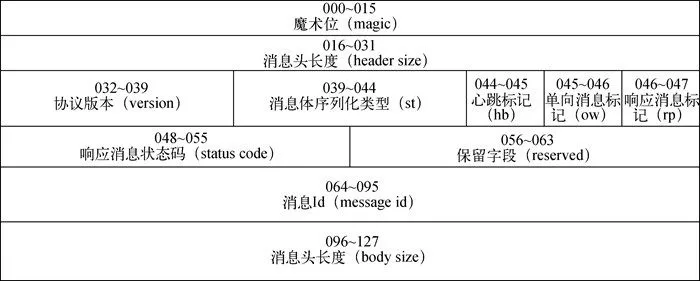 000~015
魔术位（magic）
016~031
消息头长度（header size）
032~039
协议版本（version）
039~044
消息体序列化类型（st）
044~045
心跳标记
（hb）
045~046
单向消息标
记（ow）
046~047
响应消息标
记（rp）
048~055
响应消息状态码（status code）
056~063
保留字段（reserved）
064~095
消息Id（message id）
096~127
消息头长度（body size）